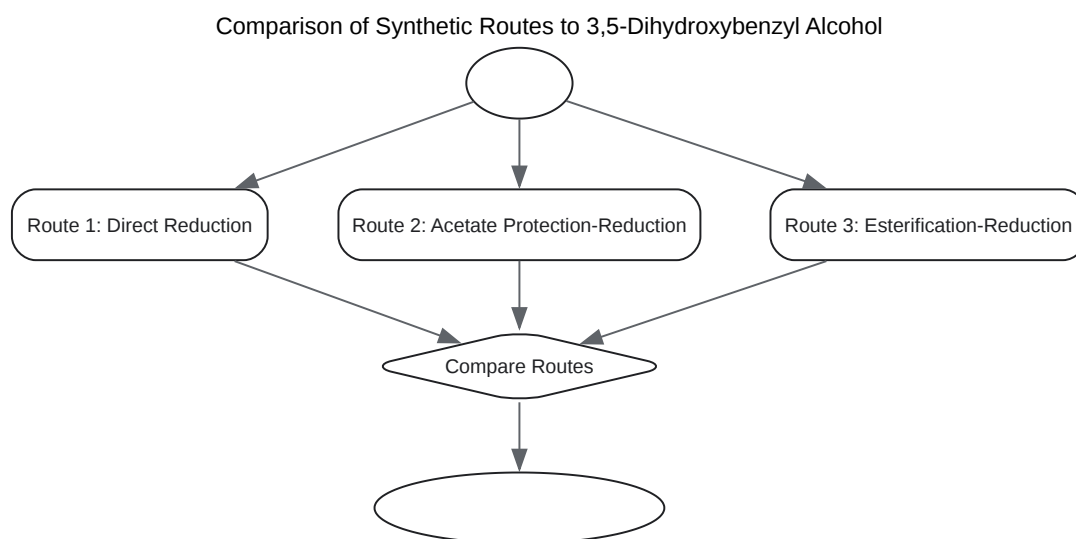 Comparison of Synthetic Routes to 3,5-Dihydroxybenzyl Alcohol
Route 1: Direct Reduction
Route 2: Acetate Protection-Reduction
Route 3: Esterification-Reduction
Compare Routes